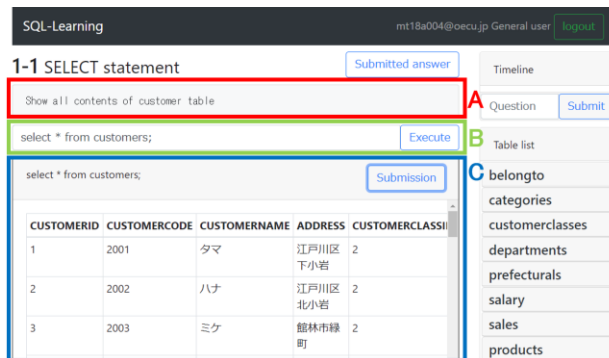 SQL-Learning mt18a004@oecu.jp General user logout
1-1 SELECT statement Submitted answer
Timeline
Show all contents of customer table
A
Question Submit
select * from customers; Execute
B
Table list
select * from customers; Submission
C
belongto
categories
customerclasses
departments
prefecturals
salary
sales
products
CUSTOMERID CUSTOMERCODE CUSTOMERNAME ADDRESS CUSTOMERCLASSI
1 2001 タマ 江戸川区下小岩 2
2 2002 ハナ 江戸川区北小岩 2
3 2003 ミケ 館林市緑町 2